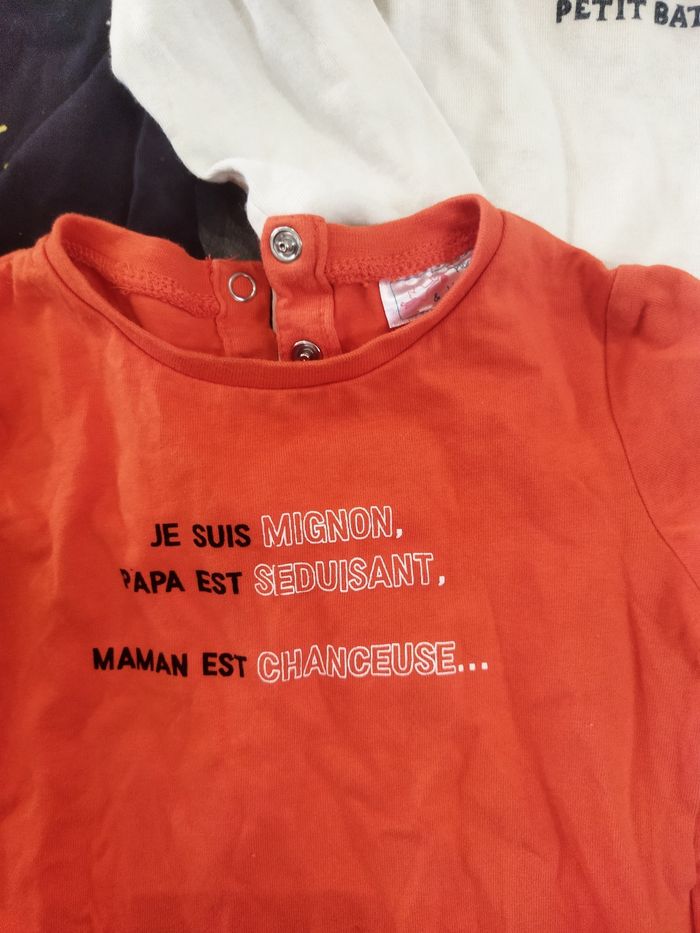 PETIT BAT
JE SUIS MIGNON,
PAPA EST SEDUISANT,
MAMAN EST CHANCEUSE...